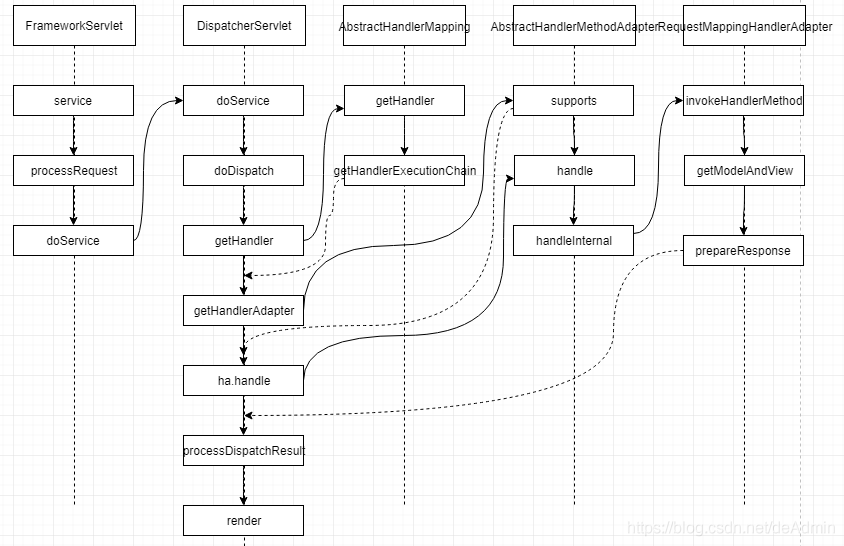 FrameworkServlet
DispatcherServlet
AbstractHandlerMapping
AbstractHandlerMethodAdapter
RequestMappingHandlerAdapter
service
doService
getHandler
supports
invokeHandlerMethod
processRequest
doDispatch
getHandlerExecutionChain
handle
getModelAndView
doService
getHandler
handleInternal
prepareResponse
getHandlerAdapter
ha.handle
processDispatchResult
render
https://blog.csdn.net/deAdmin